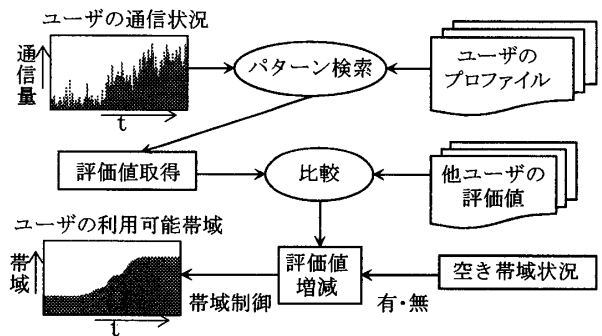 ユーザの通信状況
通信量
t
パターン検索
ユーザの
プロファイル
評価値取得
比較
他ユーザの
評価値
ユーザの利用可能帯域
帯域
t
帯域制御
評価値
増減
有・無
空き帯域状況